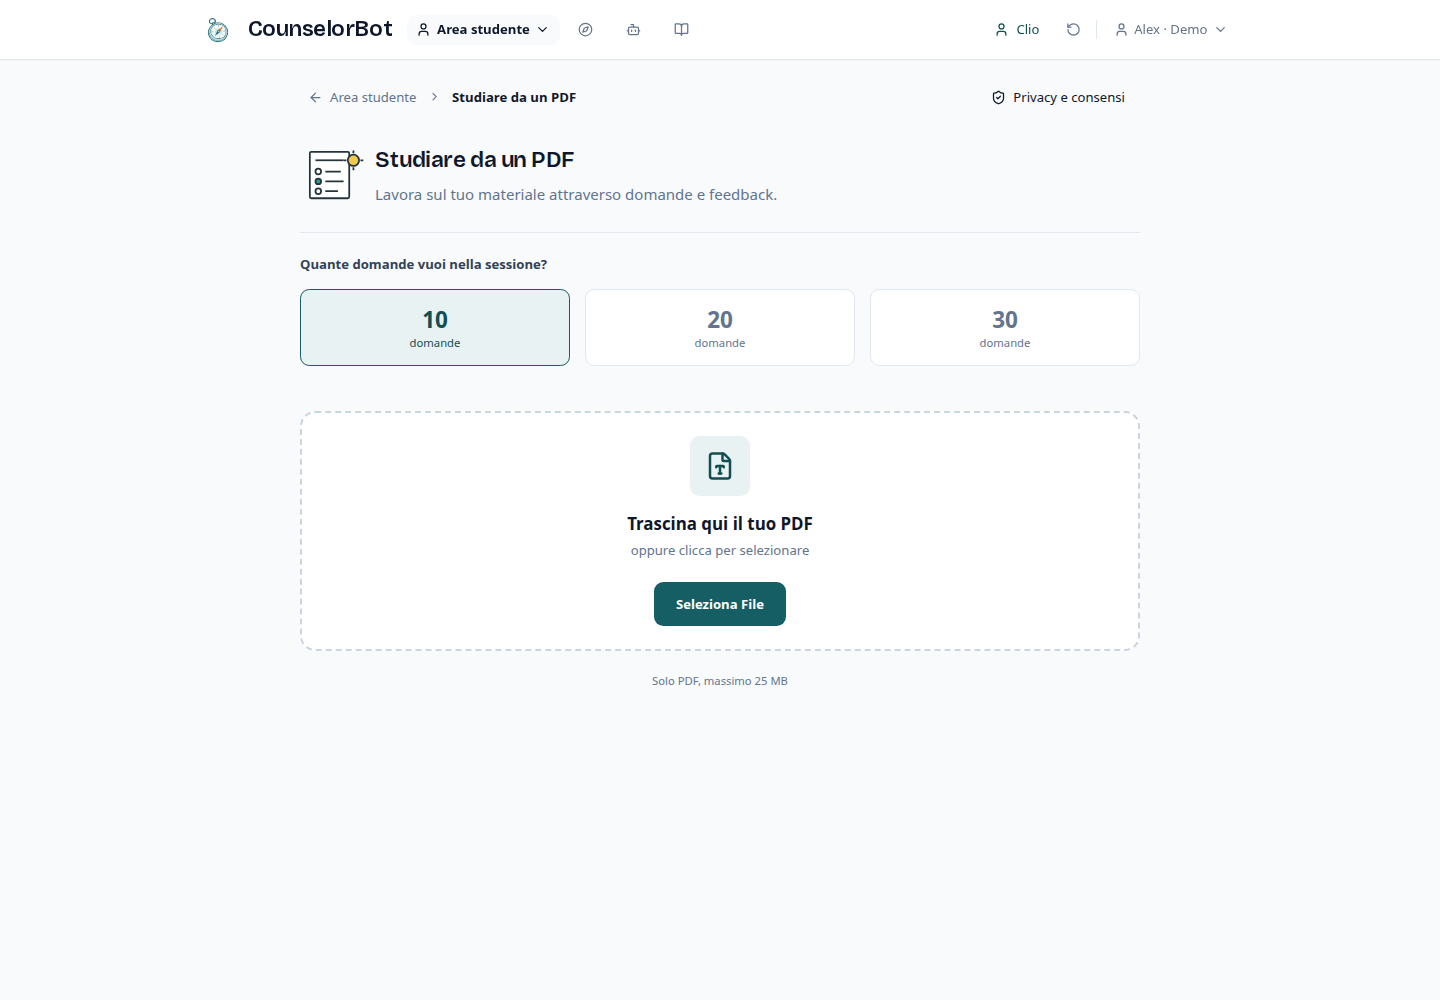 CounselorBot
Area studente
Clio
Alex · Demo
Area studente
Studiare da un PDF
Privacy e consensi
Studiare da un PDF
Lavora sul tuo materiale attraverso domande e feedback.
Quante domande vuoi nella sessione?
10
domande
20
domande
30
domande
Trascina qui il tuo PDF
oppure clicca per selezionare
Seleziona File
Solo PDF, massimo 25 MB